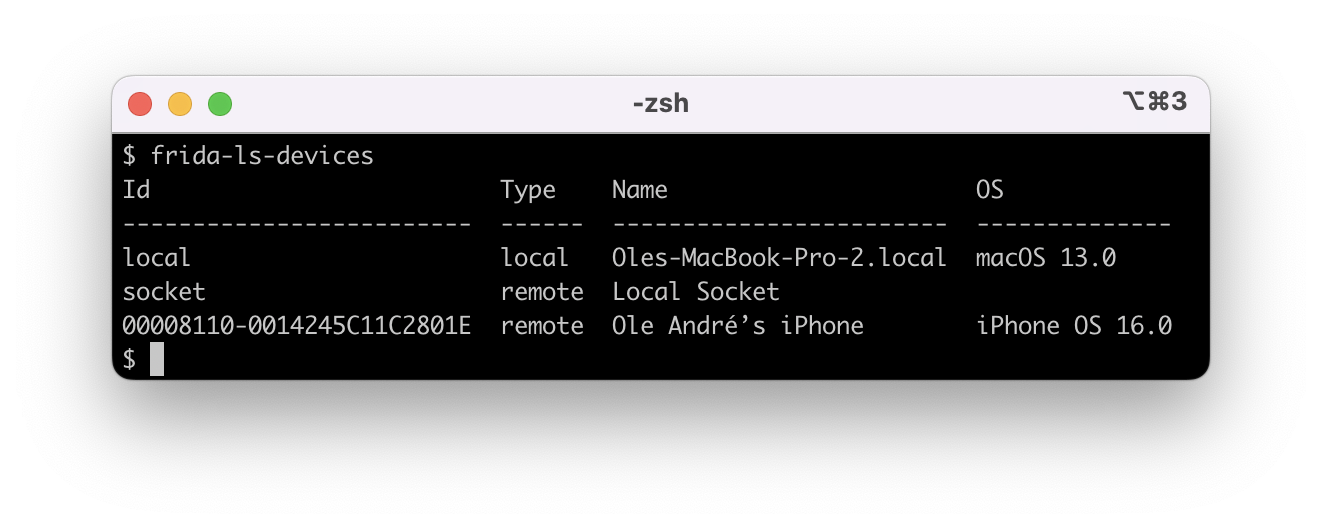 -zsh ⌥⌘3
$ frida-ls-devices
Id                         Type    Name                      OS
-------------------------  ------  ------------------------  --------------
local                      local   Oles-MacBook-Pro-2.local  macOS 13.0
socket                     remote  Local Socket
00008110-0014245C11C2801E  remote  Ole André’s iPhone        iPhone OS 16.0
$